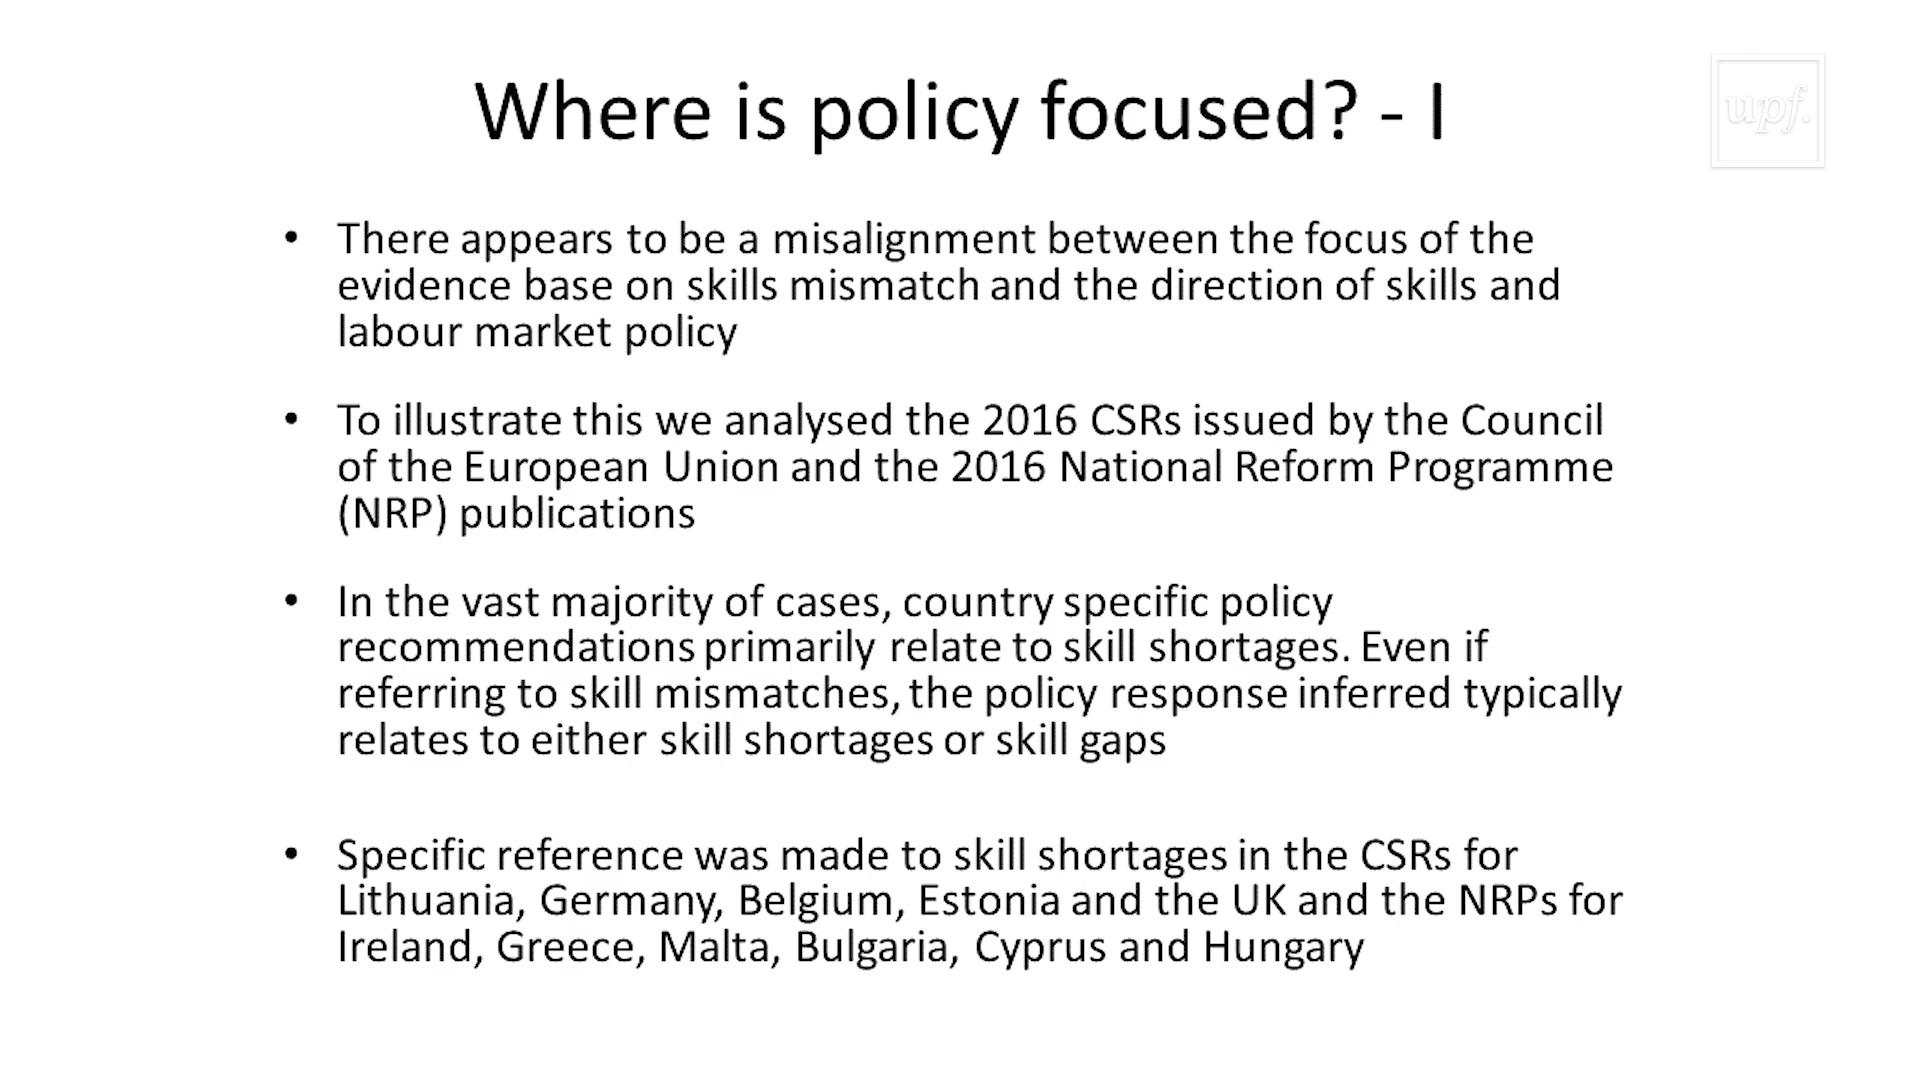 Where is policy focused? - I
upf.
• There appears to be a misalignment between the focus of the
evidence base on skills mismatch and the direction of skills and
labour market policy
• To illustrate this we analysed the 2016 CSRs issued by the Council
of the European Union and the 2016 National Reform Programme
(NRP) publications
• In the vast majority of cases, country specific policy
recommendations primarily relate to skill shortages. Even if
referring to skill mismatches, the policy response inferred typically
relates to either skill shortages or skill gaps
• Specific reference was made to skill shortages in the CSRs for
Lithuania, Germany, Belgium, Estonia and the UK and the NRPs for
Ireland, Greece, Malta, Bulgaria, Cyprus and Hungary